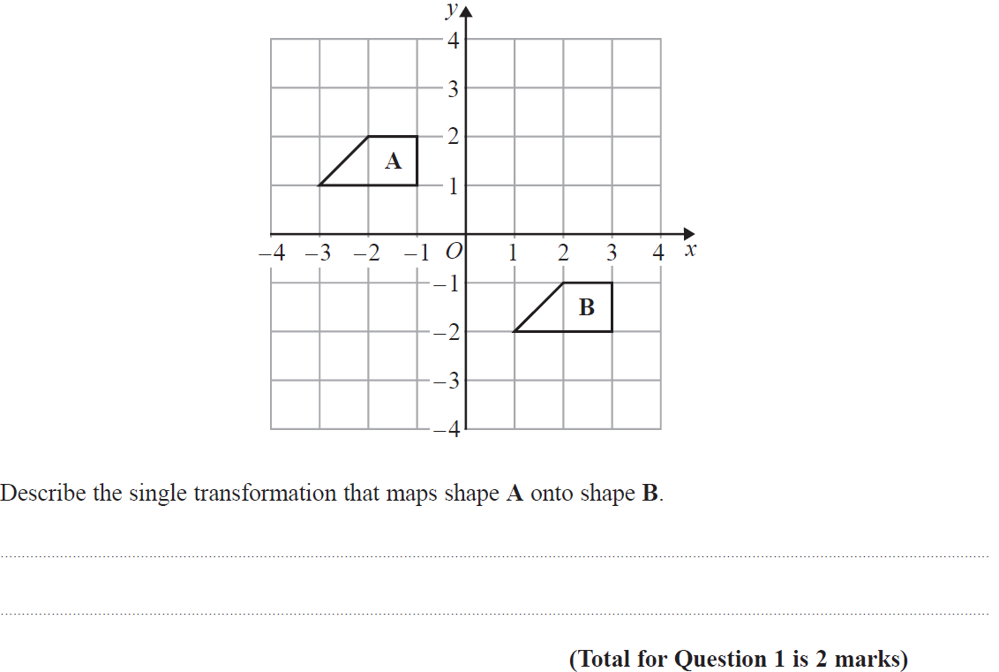 y
4
3
2
A
1
−4 −3 −2 −1 O 1 2 3 4 x
−1
B
−2
−3
−4
Describe the single transformation that maps shape A onto shape B.
(Total for Question 1 is 2 marks)